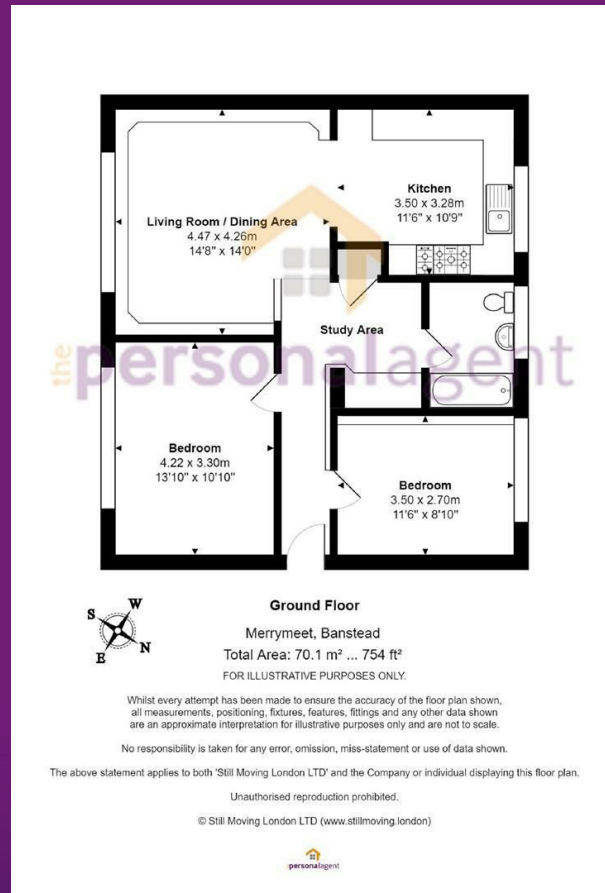 Living Room / Dining Area
4.47 x 4.26m
14'8" x 14'0"
Kitchen
3.50 x 3.28m
11'6" x 10'9"
Study Area
the personalagent
Bedroom
4.22 x 3.30m
13'10" x 10'10"
Bedroom
3.50 x 2.70m
11'6" x 8'10"
S W
E N
Ground Floor
Merrymeet, Banstead
Total Area: 70.1 m² ... 754 ft²
FOR ILLUSTRATIVE PURPOSES ONLY.
Whilst every attempt has been made to ensure the accuracy of the floor plan shown,
all measurements, positioning, fixtures, features, fittings and any other data shown
are an approximate interpretation for illustrative purposes only and are not to scale.
No responsibility is taken for any error, omission, miss-statement or use of data shown.
The above statement applies to both 'Still Moving London LTD' and the Company or individual displaying this floor plan.
Unauthorised reproduction prohibited.
© Still Moving London LTD (www.stillmoving.london)
the personalagent